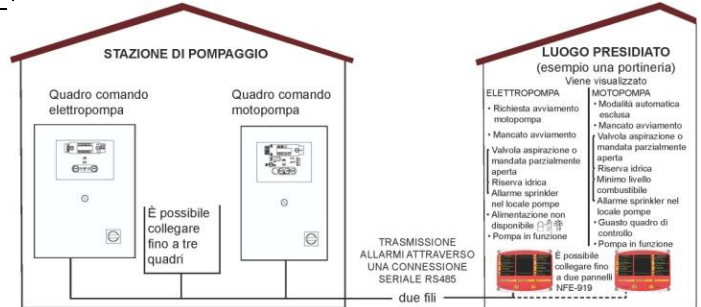 STAZIONE DI POMPAGGIO
Quadro comando
elettropompa
Quadro comando
motopompa
È possibile
collegare
fino a tre
quadri
TRASMISSIONE
ALLARMI ATTRAVERSO
UNA CONNESSIONE
SERIALE RS485
due fili
LUOGO PRESIDIATO
(esempio una portineria)
Viene visualizzato
ELETTROPOMPA
• Richiesta avviamento
motopompa
• Mancato avviamento
Valvola aspirazione o
mandata parzialmente
aperta
Riserva idrica
Allarme sprinkler
nel locale pompe
• Alimentazione non
disponibile
• Pompa in funzione
MOTOPOMPA
• Modalità automatica
esclusa
• Mancato avviamento
Valvola aspirazione o
mandata parzialmente
aperta
Riserva idrica
Minimo livello
combustibile
Allarme sprinkler nel
locale pompe
• Guasto quadro di
controllo
• Pompa in funzione
È possibile
collegare fino
a due pannelli
NFE-919